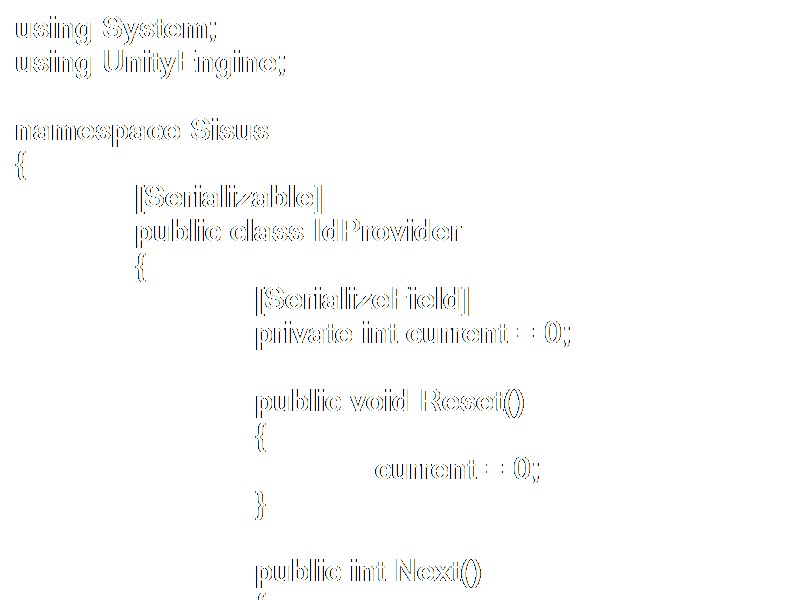 using System;
using UnityEngine;

namespace Sisus
{
[Serializable]
public class IdProvider
{
[SerializeField]
private int current = 0;

public void Reset()
{
current = 0;
}

public int Next()
{